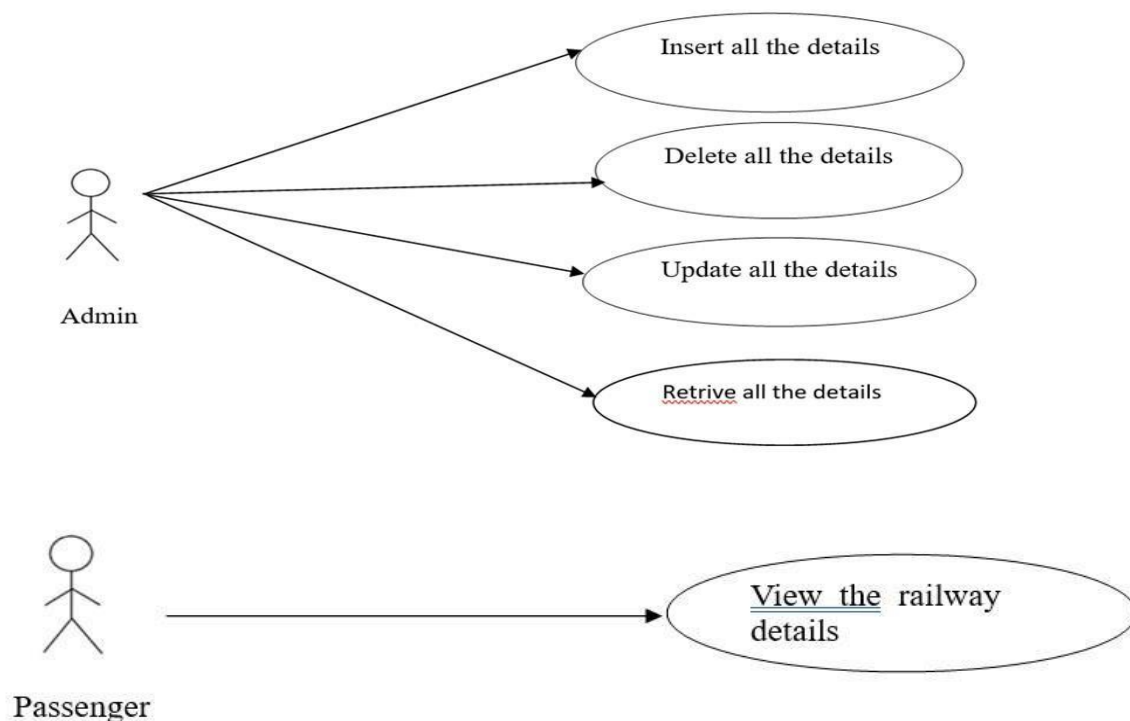 Insert all the details
Delete all the details
Update all the details
Admin
Retrive all the details
View the railway
details
Passenger